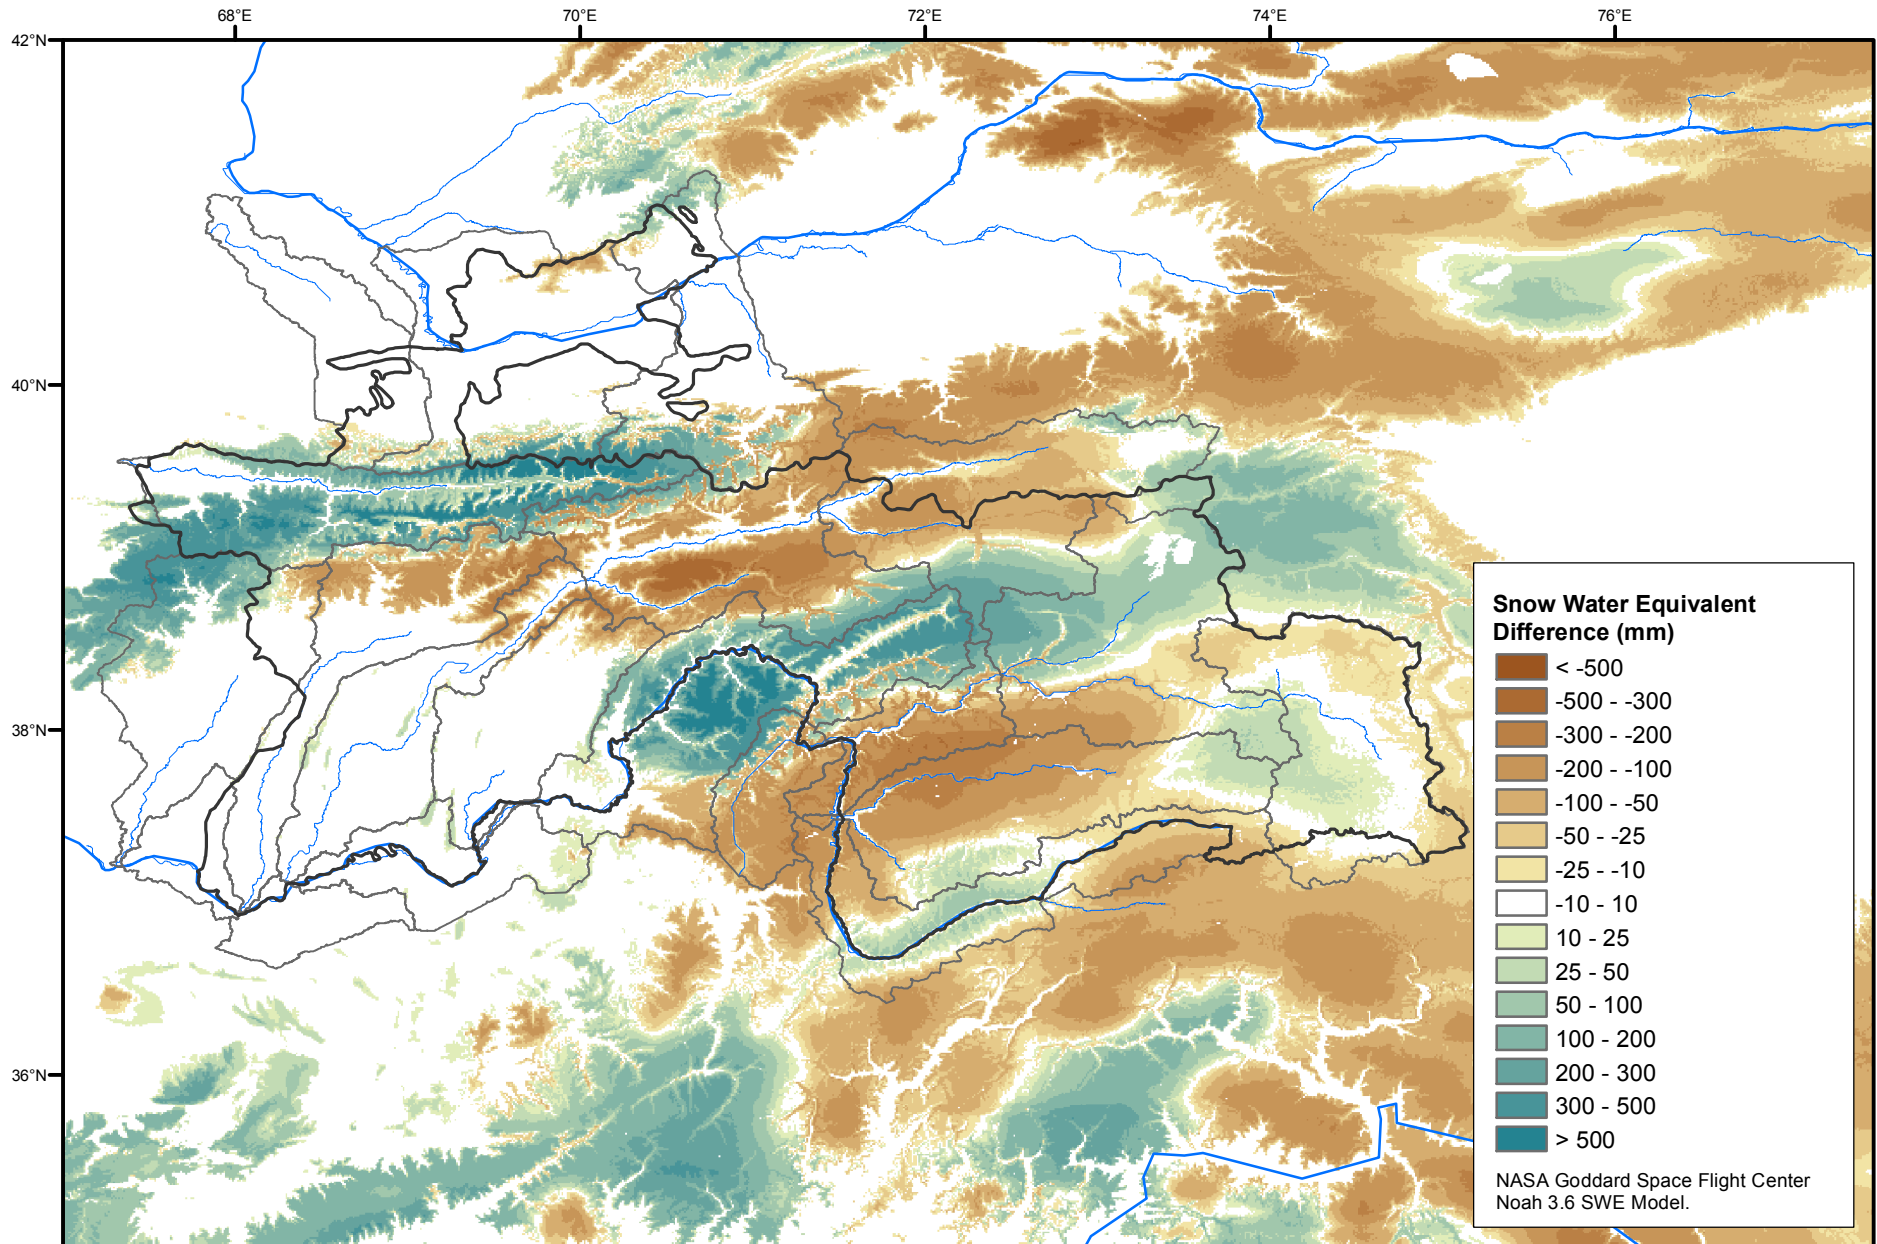 68°E
70°E
72°E
74°E
76°E
42°N
40°N
38°N
36°N
Snow Water Equivalent
Difference (mm)
< -500
-500 - -300
-300 - -200
-200 - -100
-100 - -50
-50 - -25
-25 - -10
-10 - 10
10 - 25
25 - 50
50 - 100
100 - 200
200 - 300
300 - 500
> 500
NASA Goddard Space Flight Center
Noah 3.6 SWE Model.